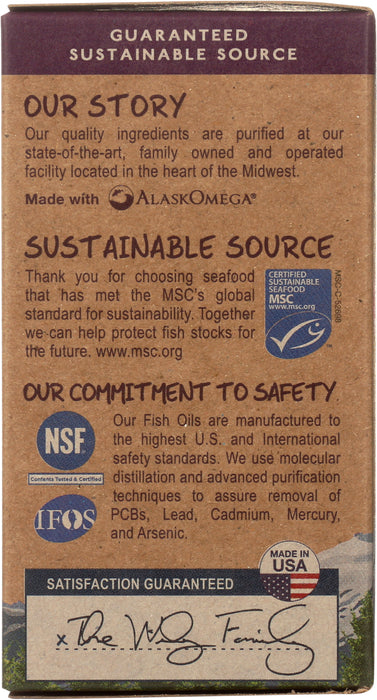 GUARANTEED
SUSTAINABLE SOURCE
OUR STORY
Our quality ingredients are purified at our
state-of-the-art, family owned and operated
facility located in the heart of the Midwest.
Made with ALASKOMEGA®
SUSTAINABLE SOURCE
Thank you for choosing seafood
that has met the MSC's global
standard for sustainability. Together
we can help protect fish stocks for
the future. www.msc.org
CERTIFIED
SUSTAINABLE
SEAFOOD
MSC
www.msc.org
TM
OUR COMMITMENT TO SAFETY
NSF
Contents Tested & Certified
IFOS
Our Fish Oils are manufactured to
the highest U.S. and International
safety standards. We use molecular
distillation and advanced purification
techniques to assure removal of
PCBs, Lead, Cadmium, Mercury,
and Arsenic.
MADE IN
USA
SATISFACTION GUARANTEED
x The Wiley Family